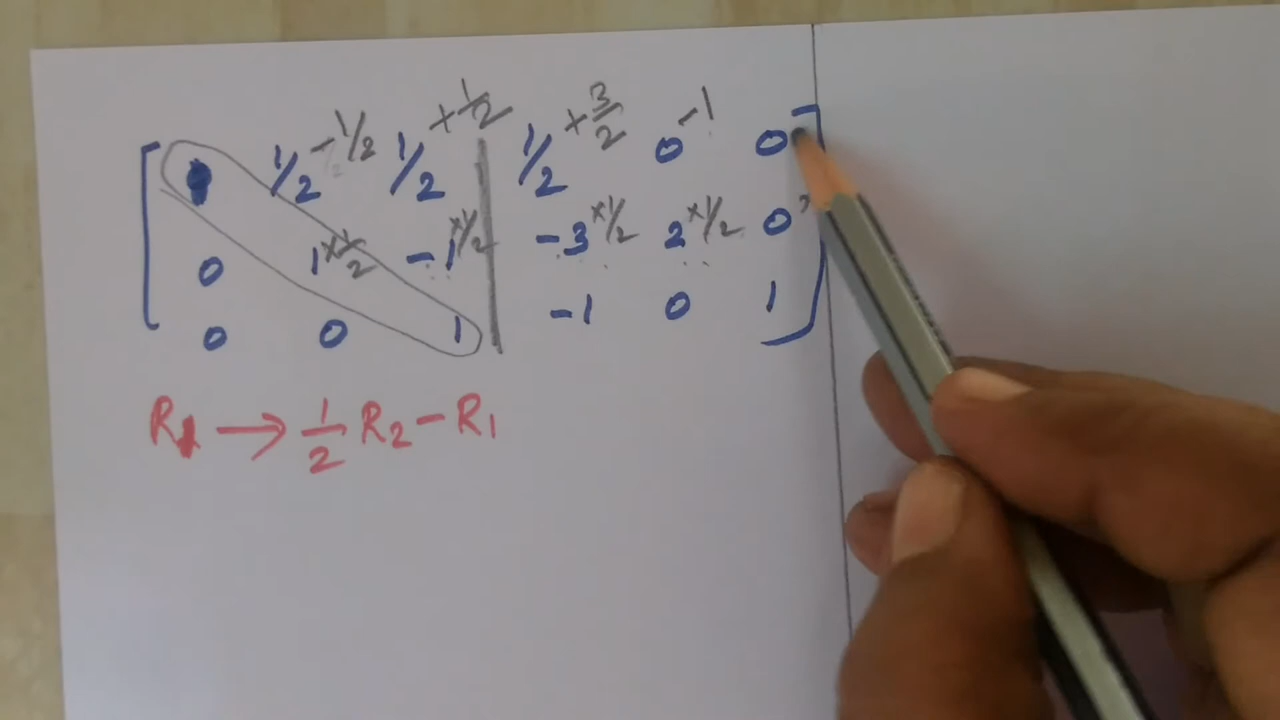 1 1/2 -1/2 1/2 +1/2 | 1/2 +3/2 0 -1 0
0 1 ×1/2 -1 ×1/2 | -3 ×1/2 2 ×1/2 0 ×
0 0 1 | -1 0 1
R1 → 1/2 R2 - R1